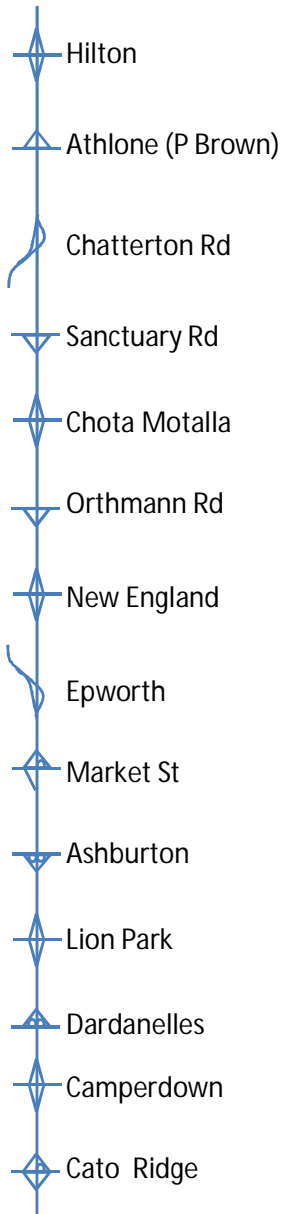 Hilton
Athlone (P Brown)
Chatterton Rd
Sanctuary Rd
Chota Motalla
Orthmann Rd
New England
Epworth
Market St
Ashburton
Lion Park
Dardanelles
Camperdown
Cato Ridge